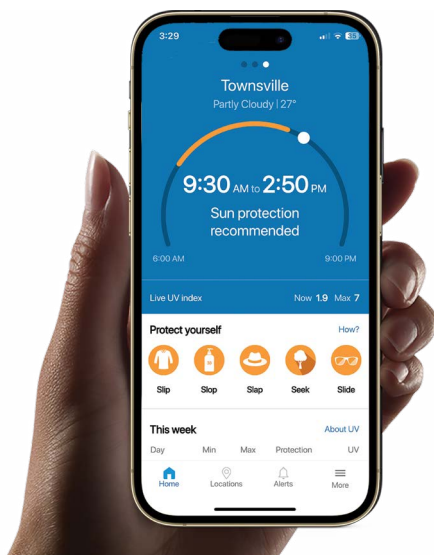 3:29
35
Townsville
Partly Cloudy | 27°
9:30 AM to 2:50 PM
Sun protection
recommended
6:00 AM 9:00 PM
Live UV index Now 1.9 Max 7
Protect yourself How?
Slip Slop Slap Seek Slide
This week About UV
Day Min Max Protection UV
Home Locations Alerts More